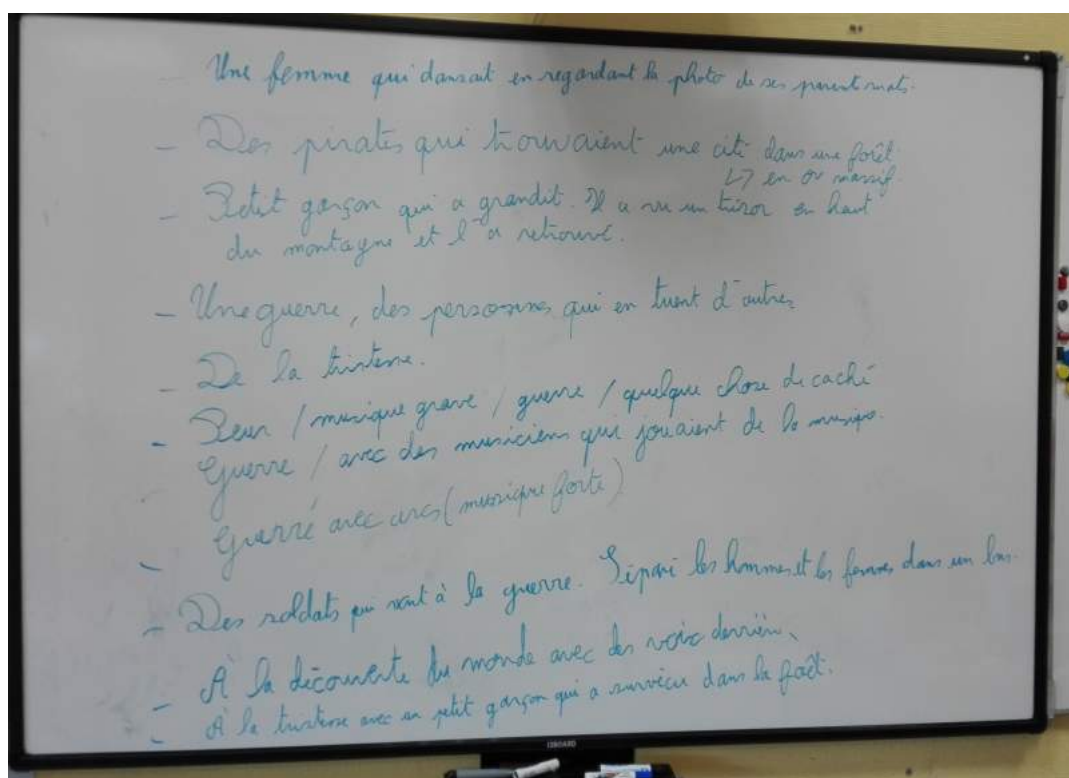 — Une femme qui dansait en regardant la photo de ses parent morts.
— Des pirates qui trouvaient une cité dans une forêt
↳ en or massif.
— Petit garçon qui a grandit. Il a vu un trésor en haut
du montagne et l'a retrouvé.
— Une guerre, des personnes qui en tuent d'autres
— De la tristesse.
— Peur / musique grave / guerre / quelque chose de caché
- Guerre / avec des musiciens qui jouaient de la musique.
— Guerre avec arcs (musique forte)
— Des soldats qui vont à la guerre. Séparé les hommes et les femmes dans un bus.
— À la découverte du monde avec des voix derrière.
— À la tristesse avec un petit garçon qui a survécu dans la forêt.